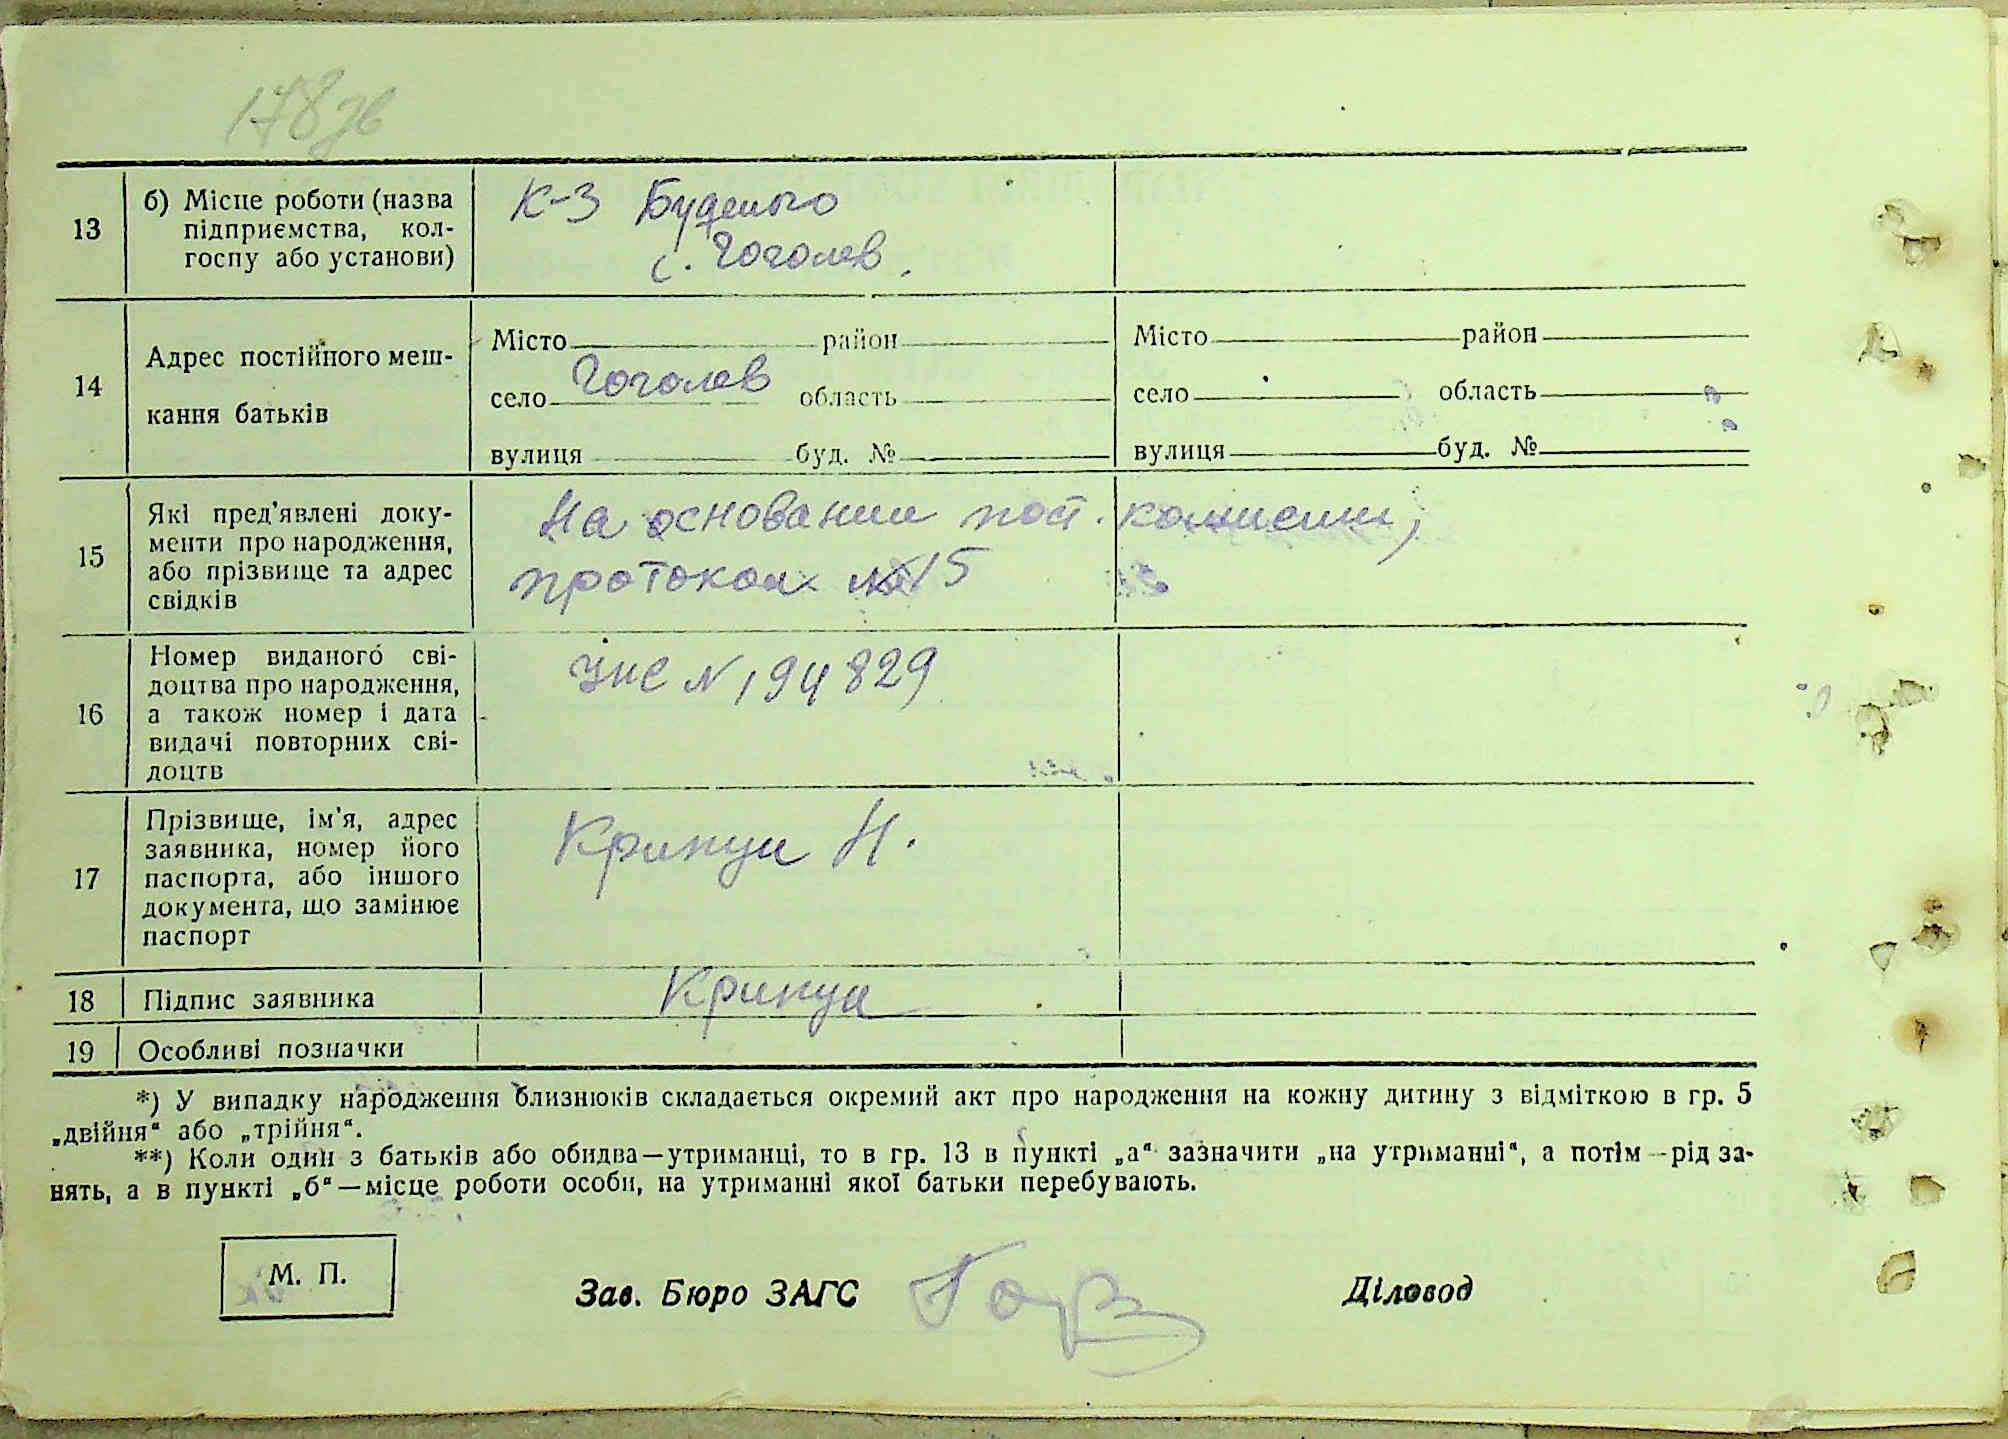 178зв
13
б) Місце роботи (назва
підприємства, кол-
госпу або установи)
К-З Буденого
с. Гоголев.
14
Адрес постійного меш-
кання батьків
Місто район
село Гоголев область
вулиця буд. №
Місто район
село область
вулиця буд. №
15
Які пред'явлені доку-
менти про народження,
або прізвище та адрес
свідків
На основании пост. комисии,
протокол №15
16
Номер виданого сві-
доцтва про народження,
а також номер і дата
видачі повторних сві-
доцтв
N 194829
17
Прізвище, ім'я, адрес
заявника, номер його
паспорта, або іншого
документа, що замінює
паспорт
Крипуи Н.
18
Підпис заявника
19
Особливі позначки
*) У випадку народження близнюків складається окремий акт про народження на кожну дитину з відміткою в гр. 5
„двійня“ або „трійня“.
**) Коли один з батьків або обидва—утриманці, то в гр. 13 в пункті „а“ зазначити „на утриманні“, а потім—рід за-
нять, а в пункті „б“—місце роботи особи, на утриманні якої батьки перебувають.
М. П.
Зав. Бюро ЗАГС
Діловод